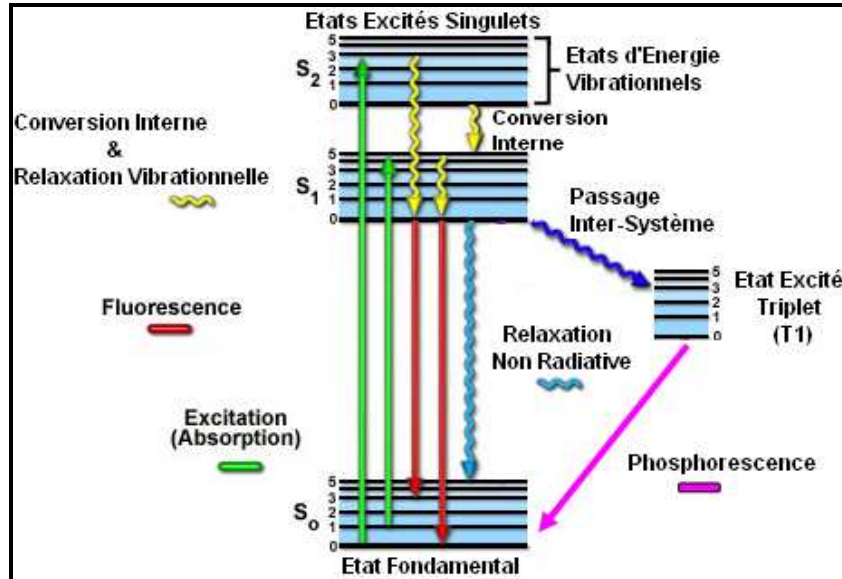 Etats Excités Singulets
5
3
2
1
0
S2
Etats d'Energie
Vibrationnels
Conversion Interne
&
Relaxation Vibrationnelle
Conversion
Interne
5
3
2
1
0
S1
Passage
Inter-Système
5
3
2
1
0
Etat Excité
Triplet
(T1)
Fluorescence
Relaxation
Non Radiative
Excitation
(Absorption)
Phosphorescence
5
3
2
1
0
So
Etat Fondamental